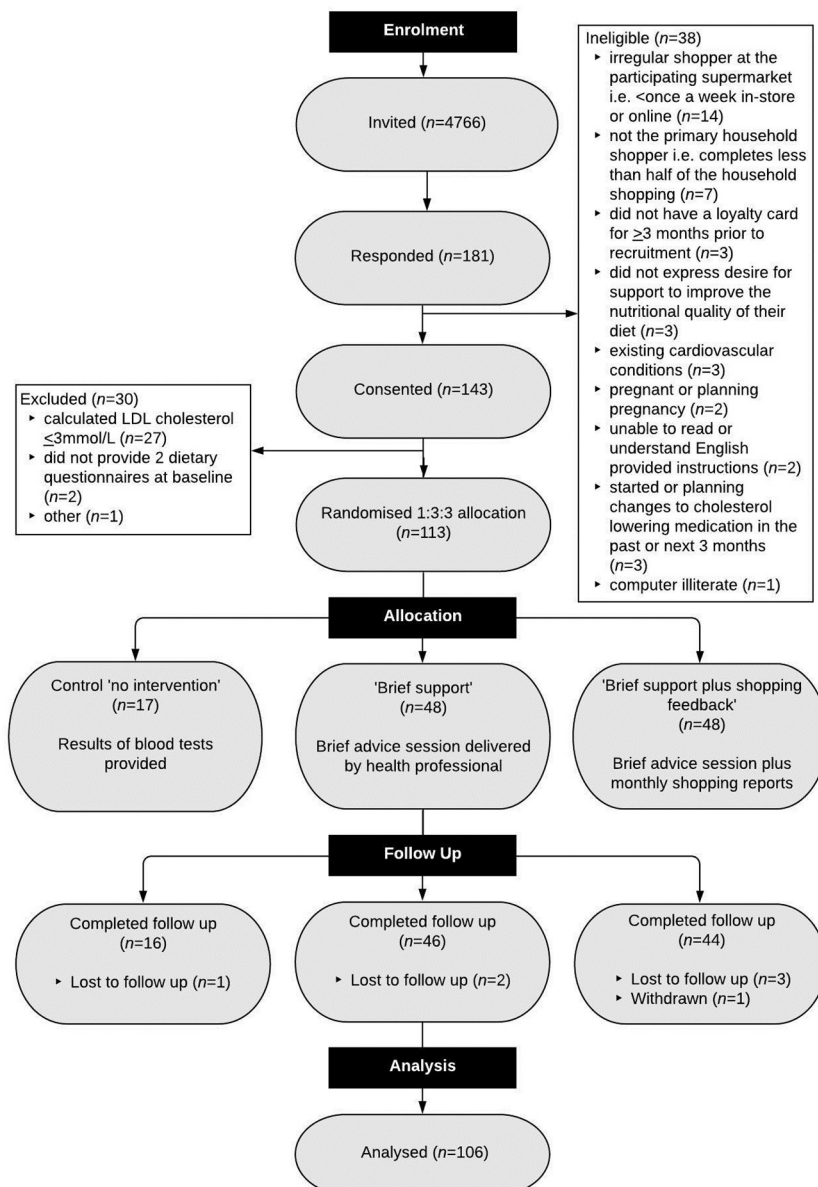 Enrolment
Invited (n=4766)
Responded (n=181)
Ineligible (n=38)
‣ irregular shopper at the
participating supermarket
i.e. <once a week in-store
or online (n=14)
‣ not the primary household
shopper i.e. completes less
than half of the household
shopping (n=7)
‣ did not have a loyalty card
for ≥3 months prior to
recruitment (n=3)
‣ did not express desire for
support to improve the
nutritional quality of their
diet (n=3)
‣ existing cardiovascular
conditions (n=3)
‣ pregnant or planning
pregnancy (n=2)
‣ unable to read or
understand English
provided instructions (n=2)
‣ started or planning
changes to cholesterol
lowering medication in the
past or next 3 months
(n=3)
‣ computer illiterate (n=1)
Consented (n=143)
Excluded (n=30)
‣ calculated LDL cholesterol
≤3mmol/L (n=27)
‣ did not provide 2 dietary
questionnaires at baseline
(n=2)
‣ other (n=1)
Randomised 1:3:3 allocation
(n=113)
Allocation
Control 'no intervention'
(n=17)
Results of blood tests
provided
'Brief support'
(n=48)
Brief advice session delivered
by health professional
'Brief support plus shopping
feedback'
(n=48)
Brief advice session plus
monthly shopping reports
Follow Up
Completed follow up
(n=16)
‣ Lost to follow up (n=1)
Completed follow up
(n=46)
‣ Lost to follow up (n=2)
Completed follow up
(n=44)
‣ Lost to follow up (n=3)
‣ Withdrawn (n=1)
Analysis
Analysed (n=106)